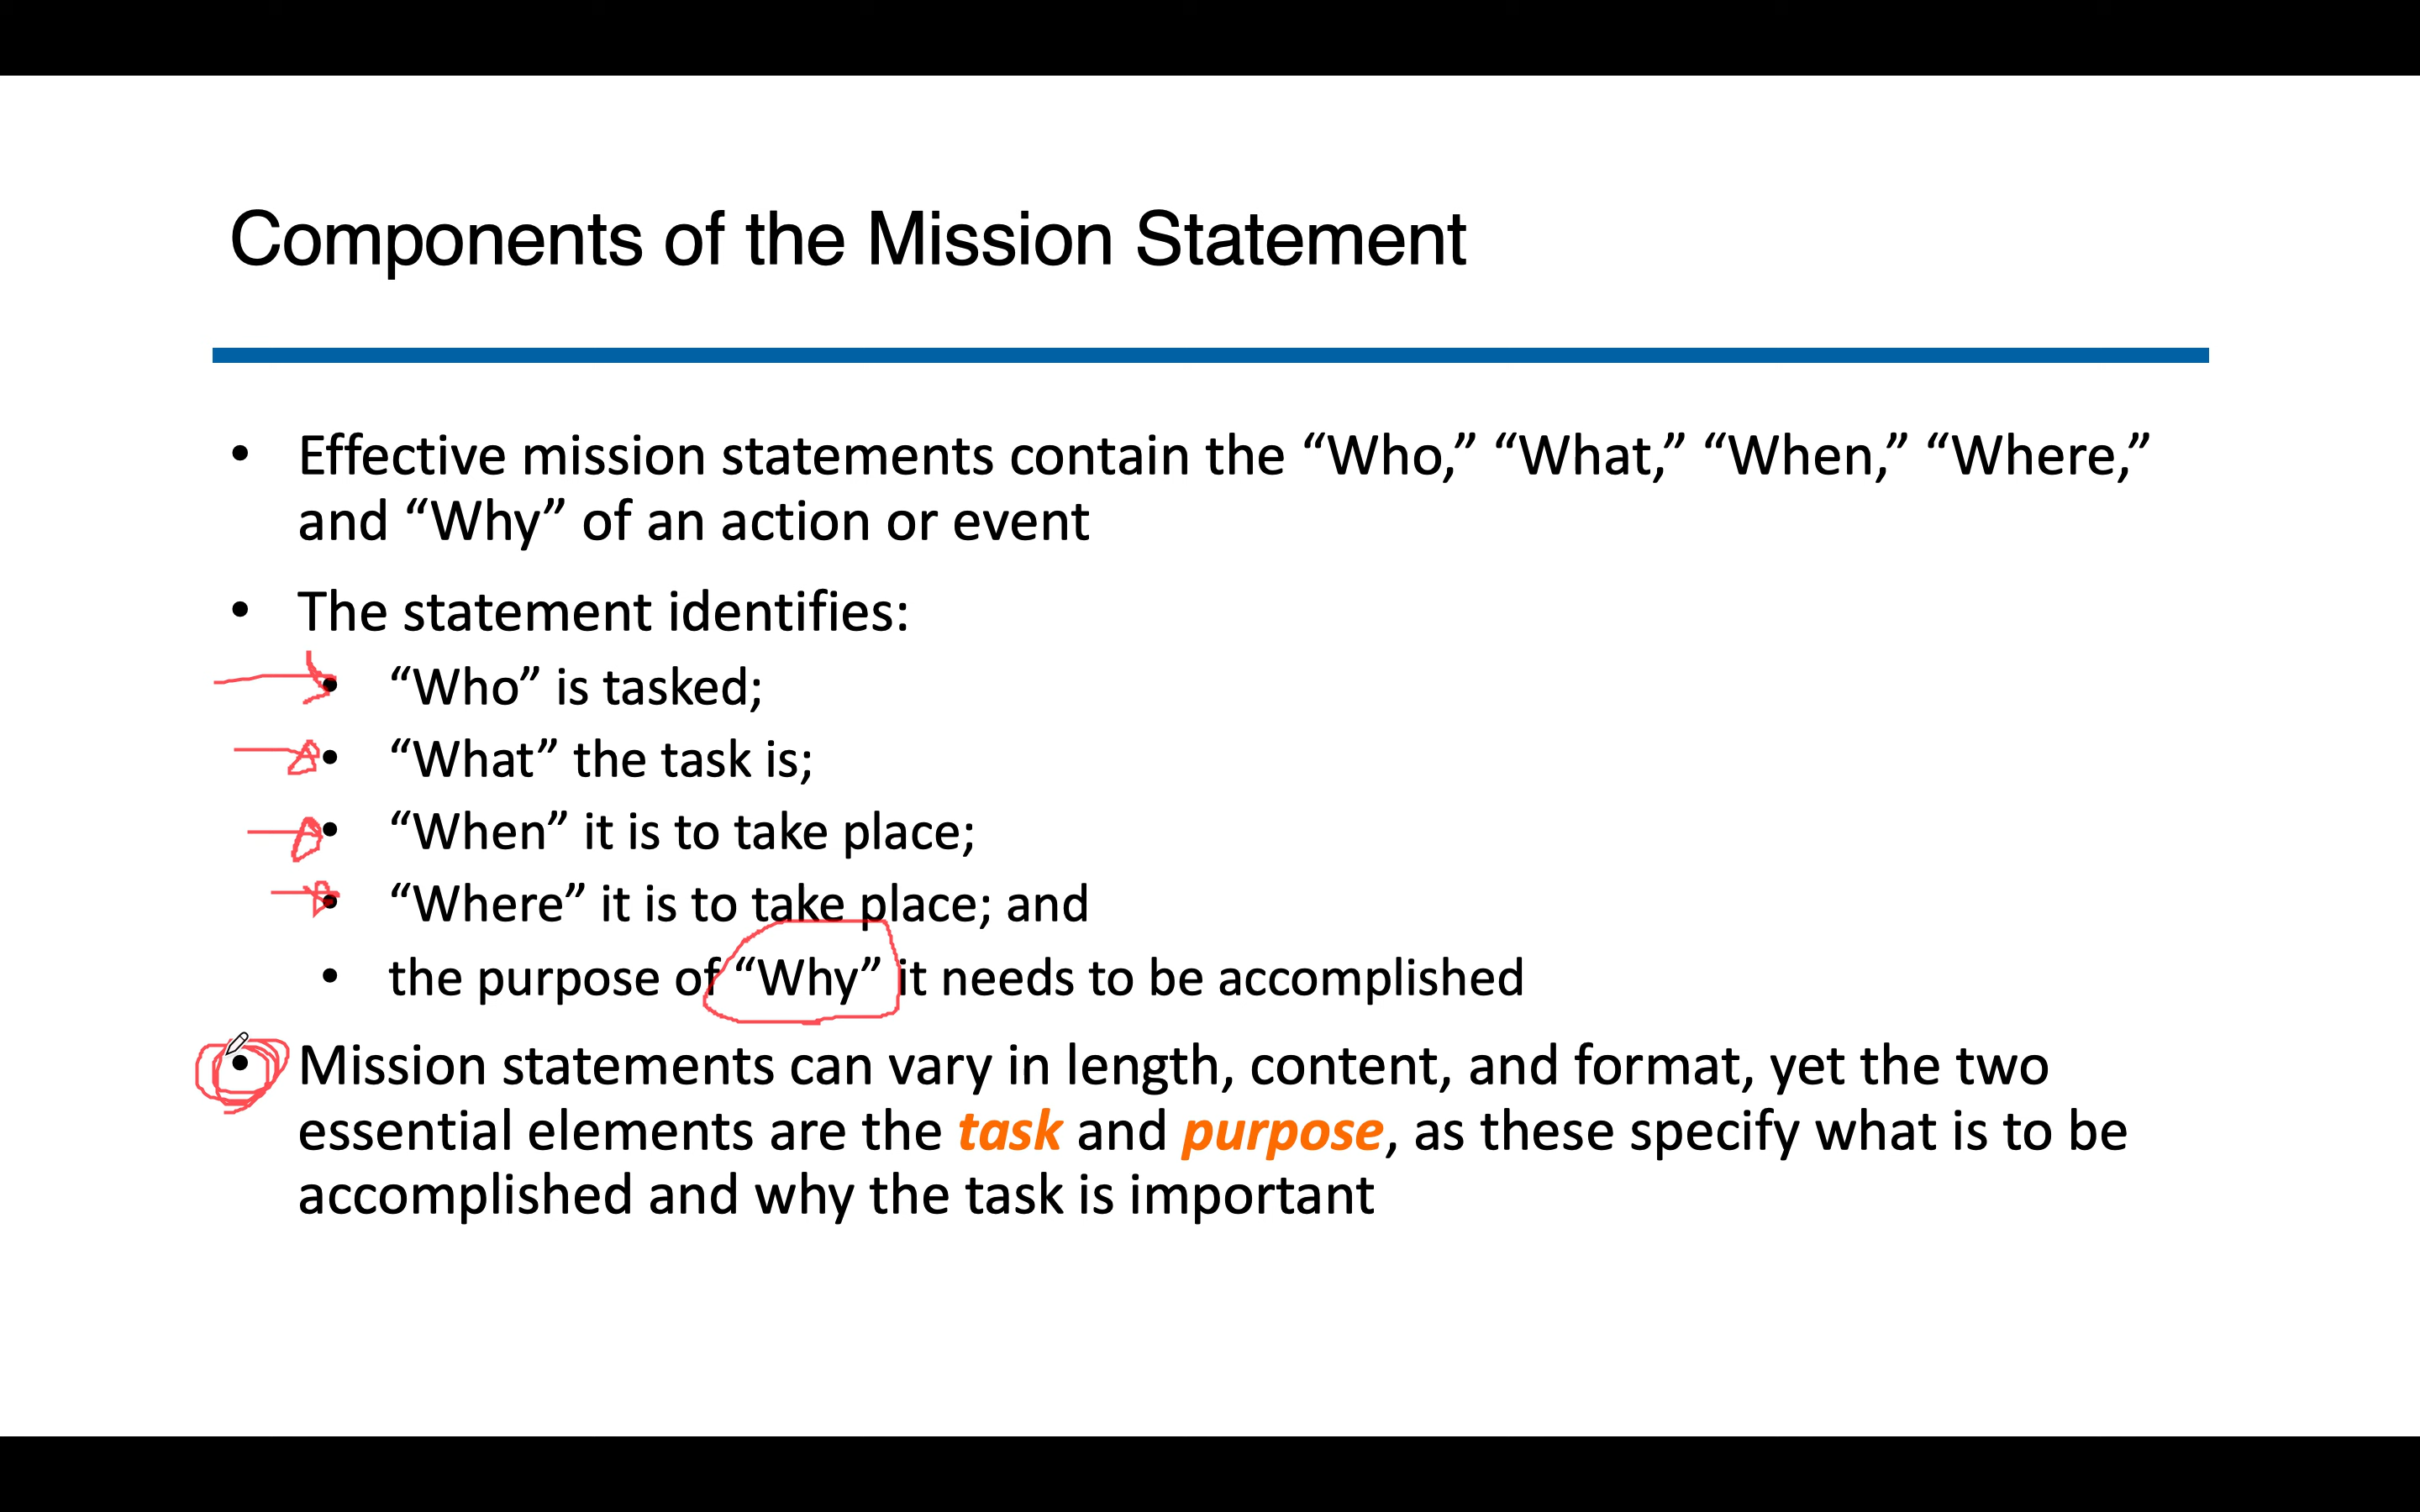 Components of the Mission Statement
• Effective mission statements contain the “Who,” “What,” “When,” “Where,”
and “Why” of an action or event
• The statement identifies:
• “Who” is tasked;
• “What” the task is;
• “When” it is to take place;
• “Where” it is to take place; and
• the purpose of “Why” it needs to be accomplished
• Mission statements can vary in length, content, and format, yet the two
essential elements are the task and purpose, as these specify what is to be
accomplished and why the task is important